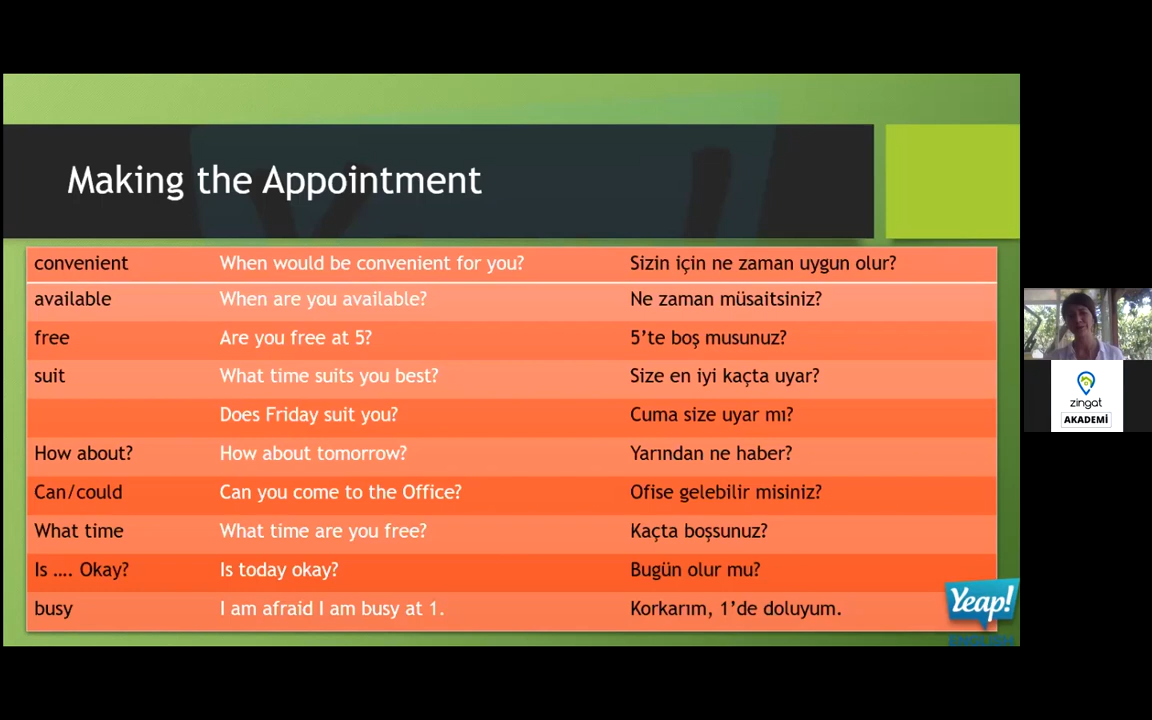 Making the Appointment
convenient When would be convenient for you? Sizin için ne zaman uygun olur?
available When are you available? Ne zaman müsaitsiniz?
free Are you free at 5? 5’te boş musunuz?
suit What time suits you best? Size en iyi kaçta uyar?
Does Friday suit you? Cuma size uyar mı?
How about? How about tomorrow? Yarından ne haber?
Can/could Can you come to the Office? Ofise gelebilir misiniz?
What time What time are you free? Kaçta boşsunuz?
Is .... Okay? Is today okay? Bugün olur mu?
busy I am afraid I am busy at 1. Korkarım, 1’de doluyum.
Yeap!
ENGLISH
zingat
AKADEMİ